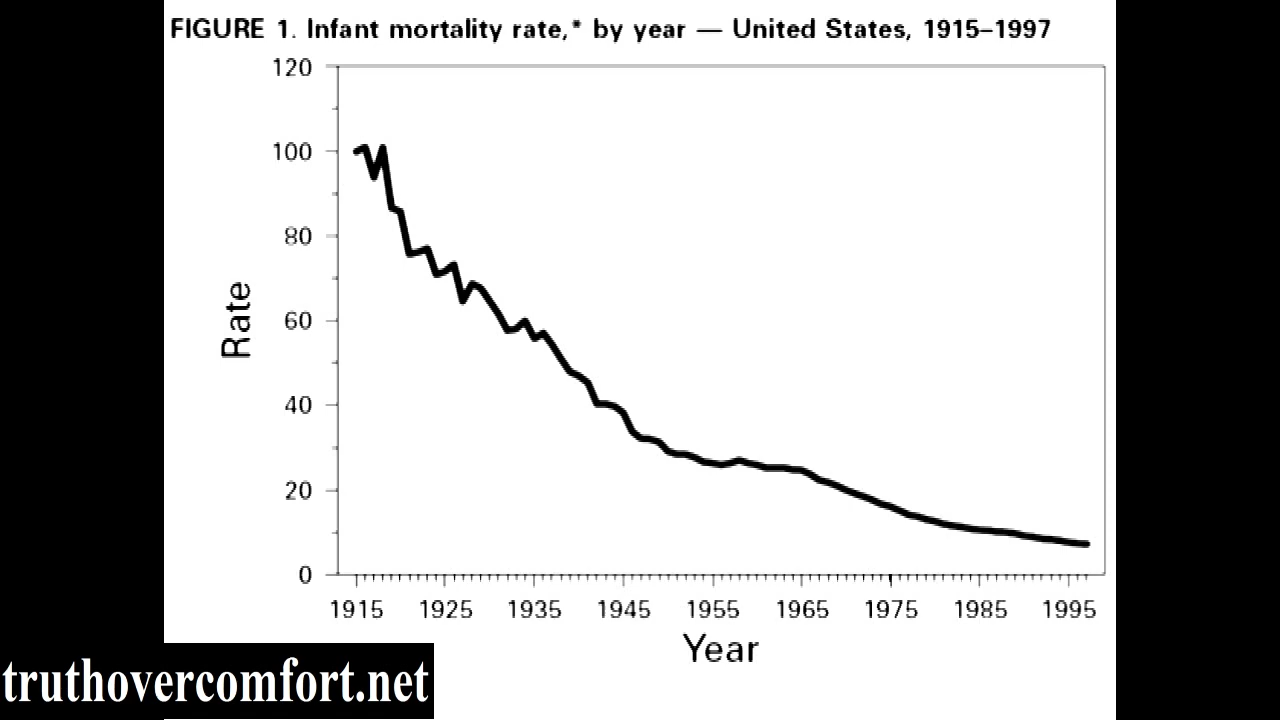 FIGURE 1. Infant mortality rate,* by year — United States, 1915–1997
120
100
80
60
40
20
0
Rate
1915 1925 1935 1945 1955 1965 1975 1985 1995
Year
truthovercomfort.net